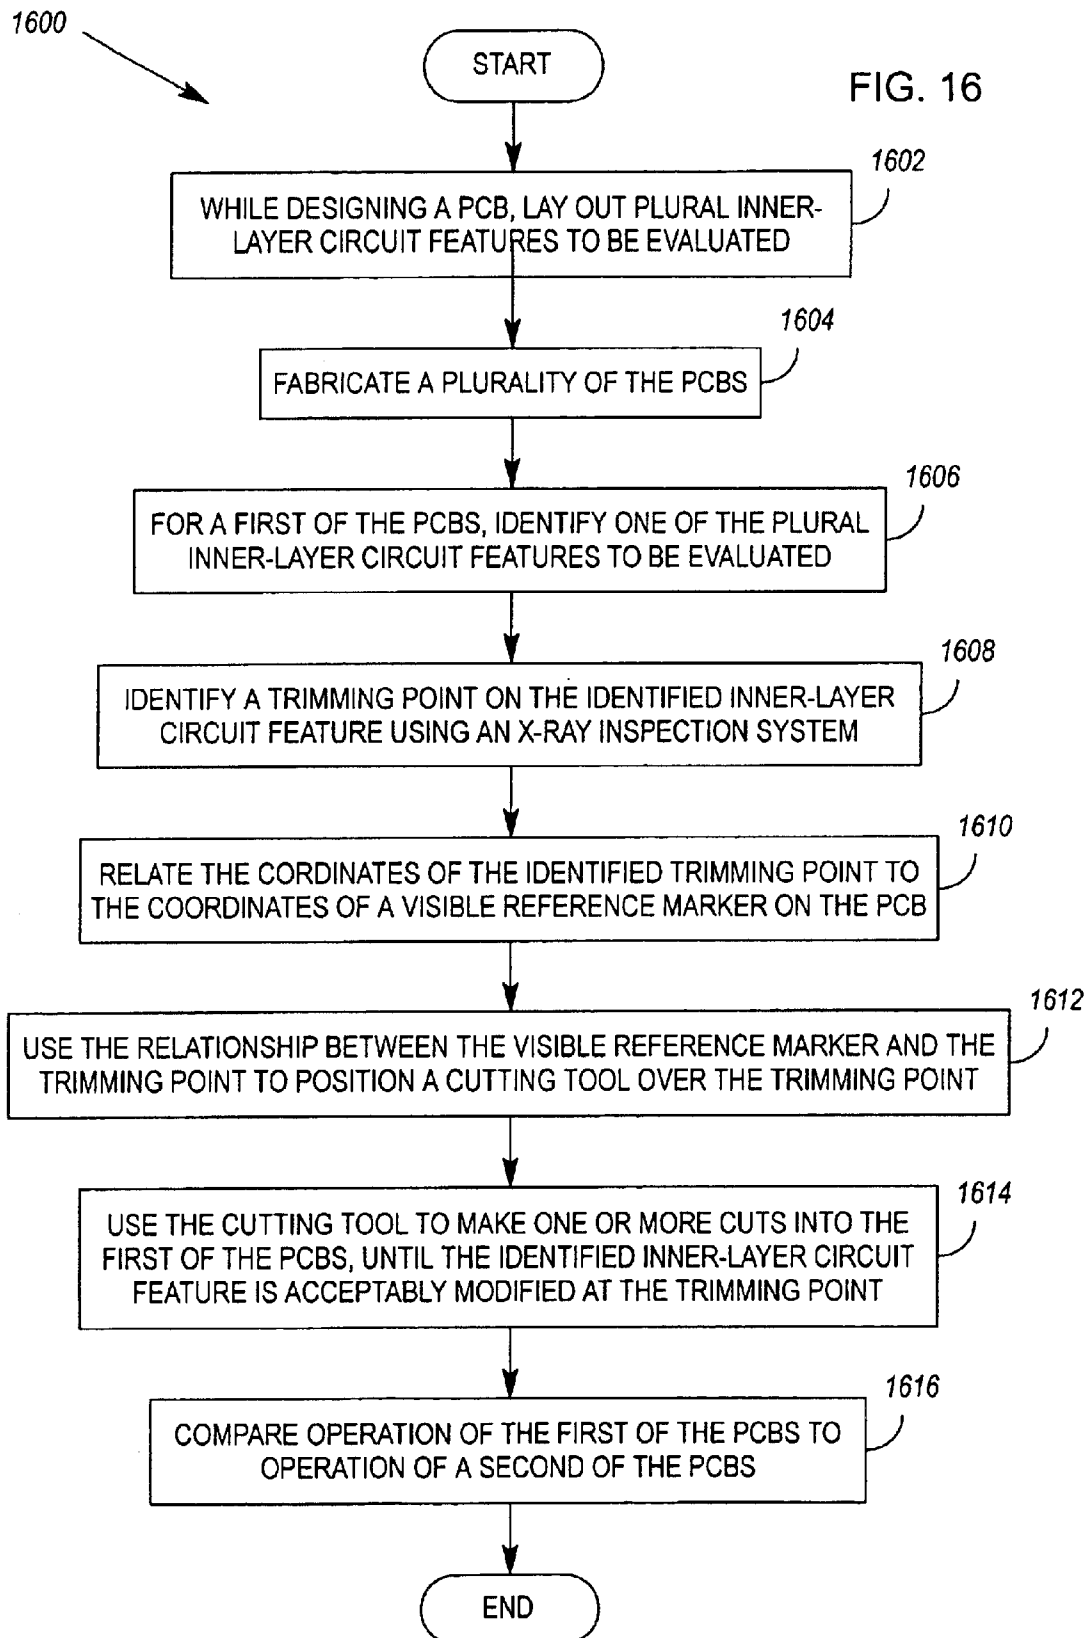 1600
START
FIG. 16
1602
WHILE DESIGNING A PCB, LAY OUT PLURAL INNER-
LAYER CIRCUIT FEATURES TO BE EVALUATED
1604
FABRICATE A PLURALITY OF THE PCBS
1606
FOR A FIRST OF THE PCBS, IDENTIFY ONE OF THE PLURAL
INNER-LAYER CIRCUIT FEATURES TO BE EVALUATED
1608
IDENTIFY A TRIMMING POINT ON THE IDENTIFIED INNER-LAYER
CIRCUIT FEATURE USING AN X-RAY INSPECTION SYSTEM
1610
RELATE THE CORDINATES OF THE IDENTIFIED TRIMMING POINT TO
THE COORDINATES OF A VISIBLE REFERENCE MARKER ON THE PCB
1612
USE THE RELATIONSHIP BETWEEN THE VISIBLE REFERENCE MARKER AND THE
TRIMMING POINT TO POSITION A CUTTING TOOL OVER THE TRIMMING POINT
1614
USE THE CUTTING TOOL TO MAKE ONE OR MORE CUTS INTO THE
FIRST OF THE PCBS, UNTIL THE IDENTIFIED INNER-LAYER CIRCUIT
FEATURE IS ACCEPTABLY MODIFIED AT THE TRIMMING POINT
1616
COMPARE OPERATION OF THE FIRST OF THE PCBS TO
OPERATION OF A SECOND OF THE PCBS
END